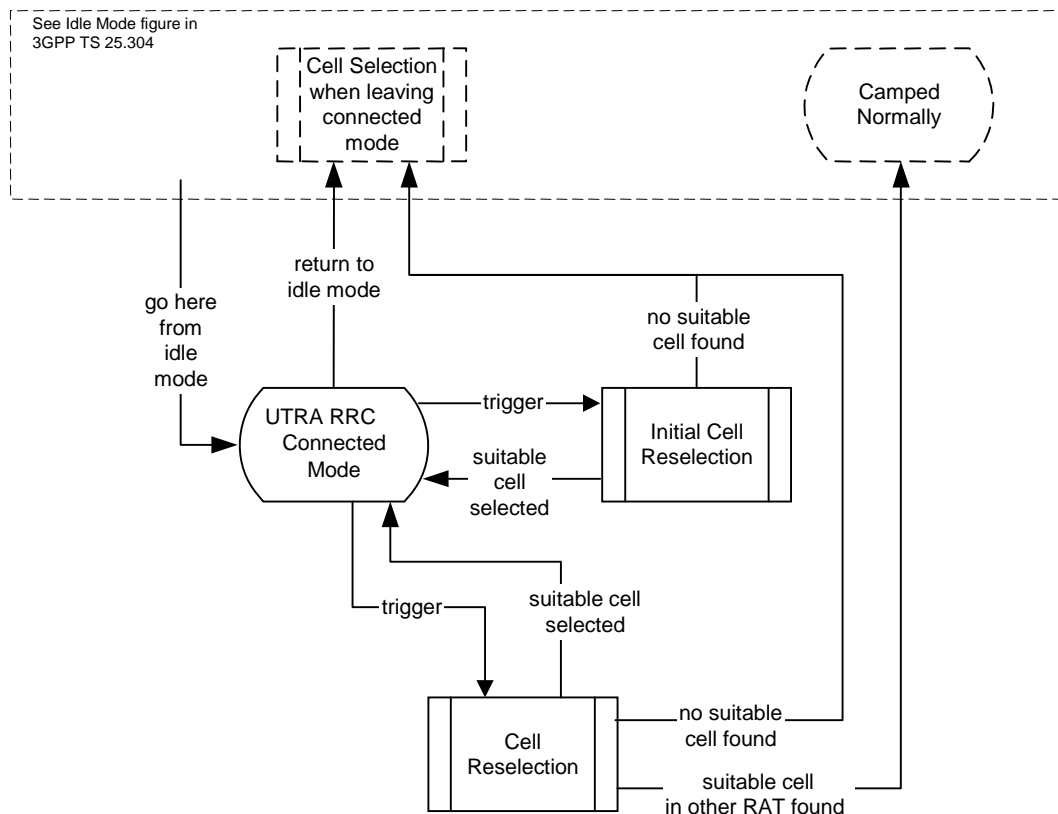 See Idle Mode figure in
3GPP TS 25.304
Cell Selection
when leaving
connected
mode
Camped
Normally
return to
idle mode
go here
from
idle
mode
no suitable
cell found
UTRA RRC
Connected
Mode
trigger
Initial Cell
Reselection
suitable
cell
selected
trigger
suitable cell
selected
Cell
Reselection
no suitable
cell found
suitable cell
in other RAT found